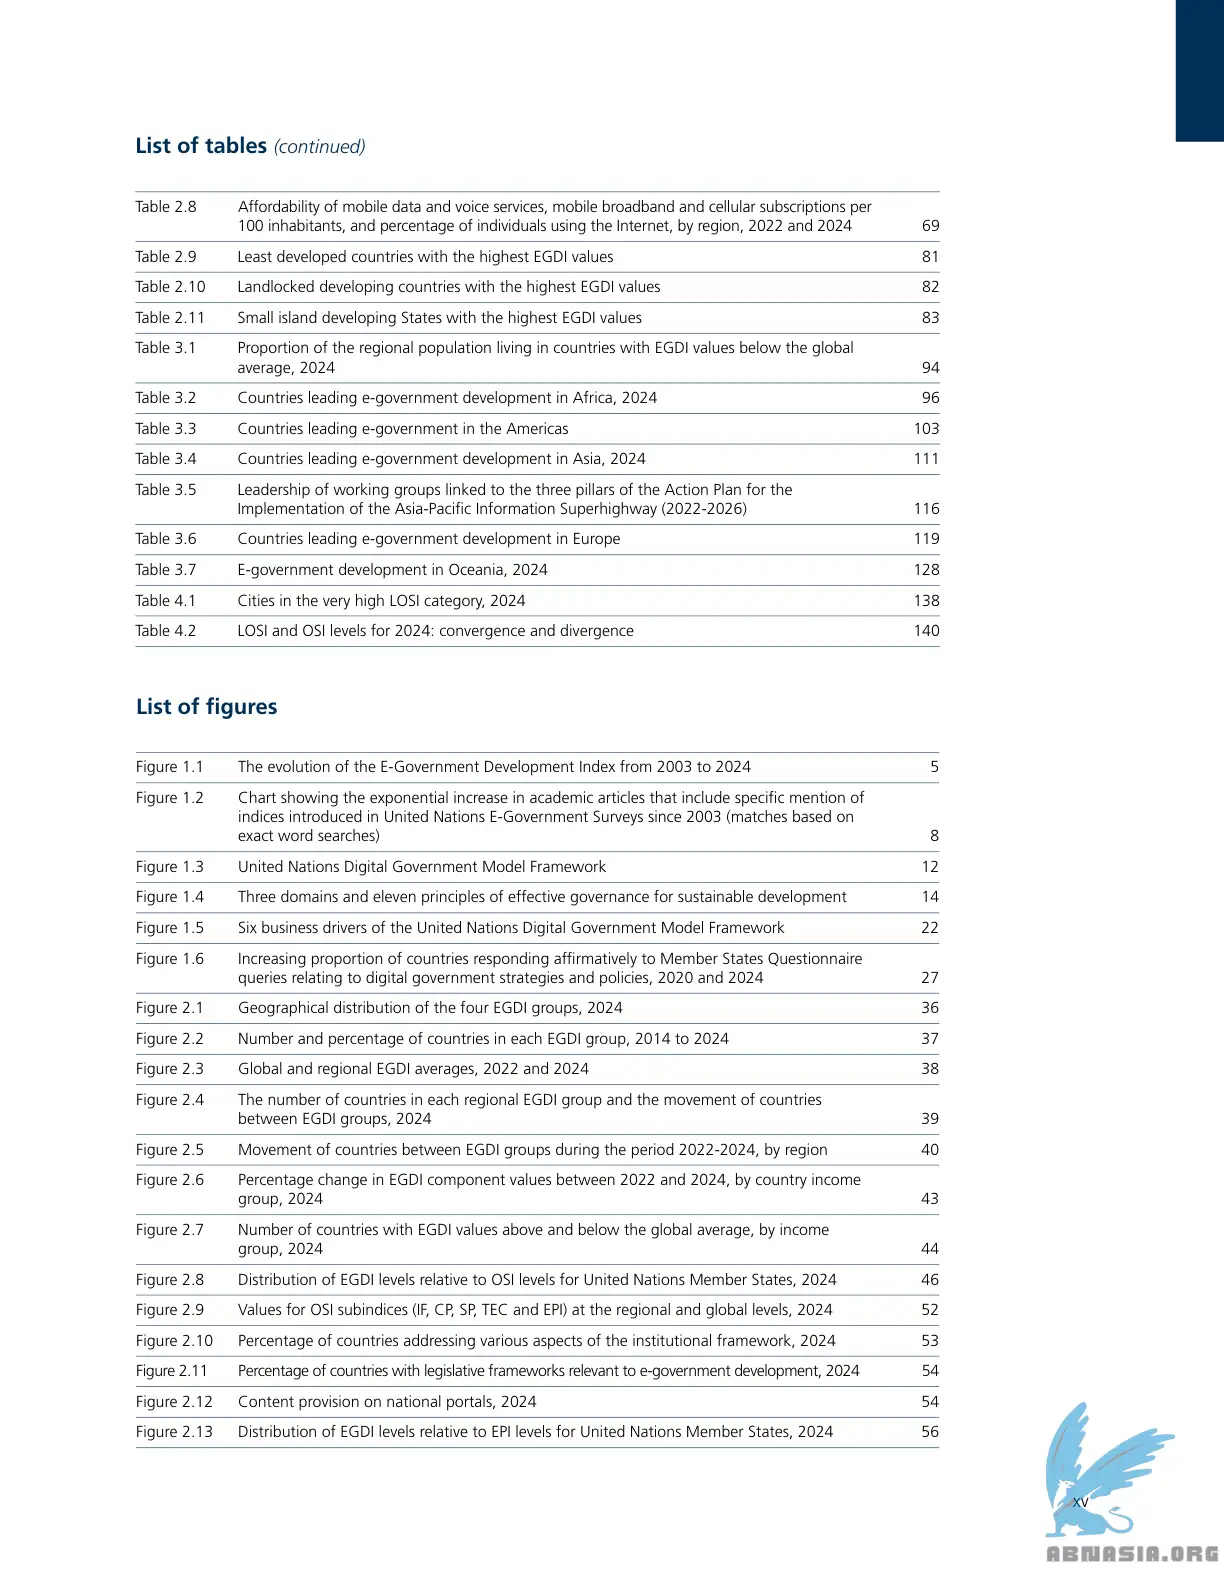 List of tables (continued)
Table 2.8 Affordability of mobile data and voice services, mobile broadband and cellular subscriptions per
100 inhabitants, and percentage of individuals using the Internet, by region, 2022 and 2024 69
Table 2.9 Least developed countries with the highest EGDI values 81
Table 2.10 Landlocked developing countries with the highest EGDI values 82
Table 2.11 Small island developing States with the highest EGDI values 83
Table 3.1 Proportion of the regional population living in countries with EGDI values below the global
average, 2024 94
Table 3.2 Countries leading e-government development in Africa, 2024 96
Table 3.3 Countries leading e-government in the Americas 103
Table 3.4 Countries leading e-government development in Asia, 2024 111
Table 3.5 Leadership of working groups linked to the three pillars of the Action Plan for the
Implementation of the Asia-Pacific Information Superhighway (2022-2026) 116
Table 3.6 Countries leading e-government development in Europe 119
Table 3.7 E-government development in Oceania, 2024 128
Table 4.1 Cities in the very high LOSI category, 2024 138
Table 4.2 LOSI and OSI levels for 2024: convergence and divergence 140
List of figures
Figure 1.1 The evolution of the E-Government Development Index from 2003 to 2024 5
Figure 1.2 Chart showing the exponential increase in academic articles that include specific mention of
indices introduced in United Nations E-Government Surveys since 2003 (matches based on
exact word searches) 8
Figure 1.3 United Nations Digital Government Model Framework 12
Figure 1.4 Three domains and eleven principles of effective governance for sustainable development 14
Figure 1.5 Six business drivers of the United Nations Digital Government Model Framework 22
Figure 1.6 Increasing proportion of countries responding affirmatively to Member States Questionnaire
queries relating to digital government strategies and policies, 2020 and 2024 27
Figure 2.1 Geographical distribution of the four EGDI groups, 2024 36
Figure 2.2 Number and percentage of countries in each EGDI group, 2014 to 2024 37
Figure 2.3 Global and regional EGDI averages, 2022 and 2024 38
Figure 2.4 The number of countries in each regional EGDI group and the movement of countries
between EGDI groups, 2024 39
Figure 2.5 Movement of countries between EGDI groups during the period 2022-2024, by region 40
Figure 2.6 Percentage change in EGDI component values between 2022 and 2024, by country income
group, 2024 43
Figure 2.7 Number of countries with EGDI values above and below the global average, by income
group, 2024 44
Figure 2.8 Distribution of EGDI levels relative to OSI levels for United Nations Member States, 2024 46
Figure 2.9 Values for OSI subindices (IF, CP, SP, TEC and EPI) at the regional and global levels, 2024 52
Figure 2.10 Percentage of countries addressing various aspects of the institutional framework, 2024 53
Figure 2.11 Percentage of countries with legislative frameworks relevant to e-government development, 2024 54
Figure 2.12 Content provision on national portals, 2024 54
Figure 2.13 Distribution of EGDI levels relative to EPI levels for United Nations Member States, 2024 56
xv
ABNASIA.ORG